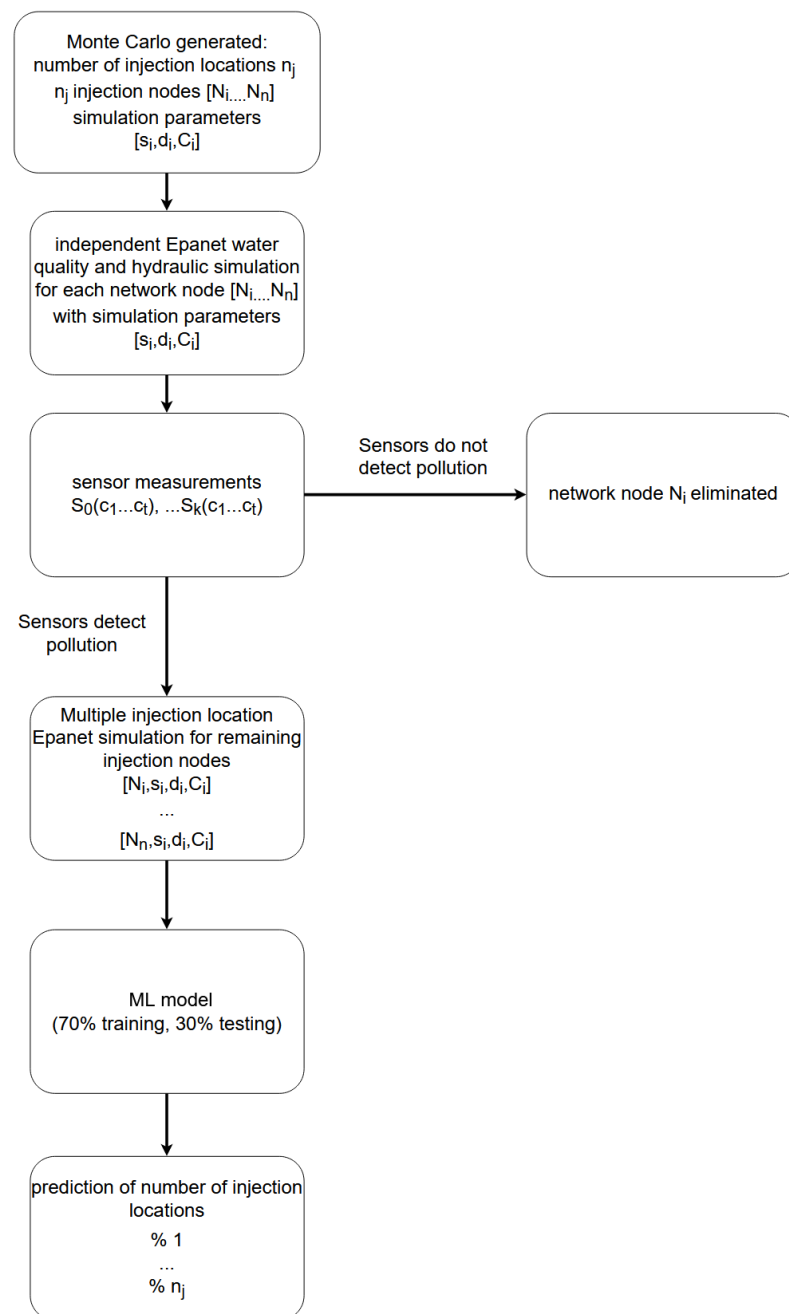 Monte Carlo generated:
number of injection locations nj
nj injection nodes [Ni....Nn]
simulation parameters
[si,di,Ci]
independent Epanet water
quality and hydraulic simulation
for each network node [Ni....Nn]
with simulation parameters
[si,di,Ci]
sensor measurements
S0(c1...ct), ...Sk(c1...ct)
Sensors do not
detect pollution
network node Ni eliminated
Sensors detect
pollution
Multiple injection location
Epanet simulation for remaining
injection nodes
[Ni,si,di,Ci]
...
[Nn,si,di,Ci]
ML model
(70% training, 30% testing)
prediction of number of injection
locations
% 1
...
% nj